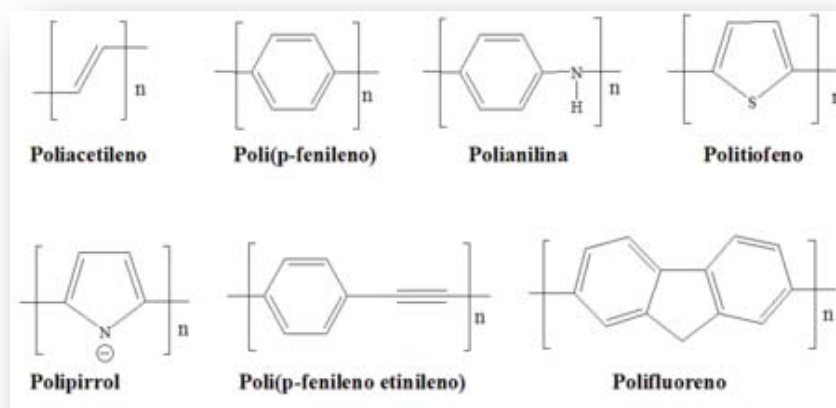 n
n
N
H
n
S
n
Poliacetileno
Poli(p-fenileno)
Polianilina
Politiofeno
N
⊖
n
n
n
Polipirrol
Poli(p-fenileno etinileno)
Polifluoreno